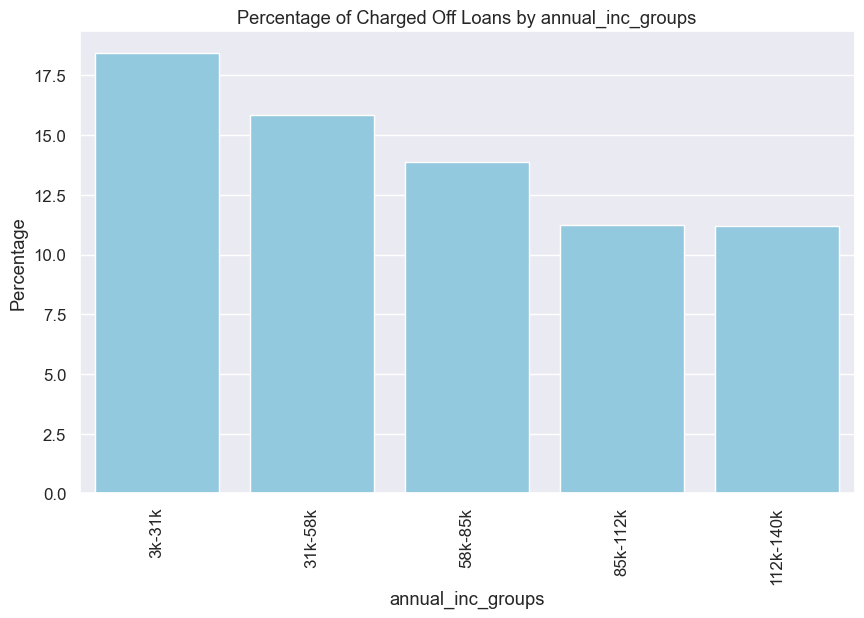 Percentage of Charged Off Loans by annual_inc_groups
Percentage
17.5
15.0
12.5
10.0
7.5
5.0
2.5
0.0
3k-31k
31k-58k
58k-85k
85k-112k
112k-140k
annual_inc_groups